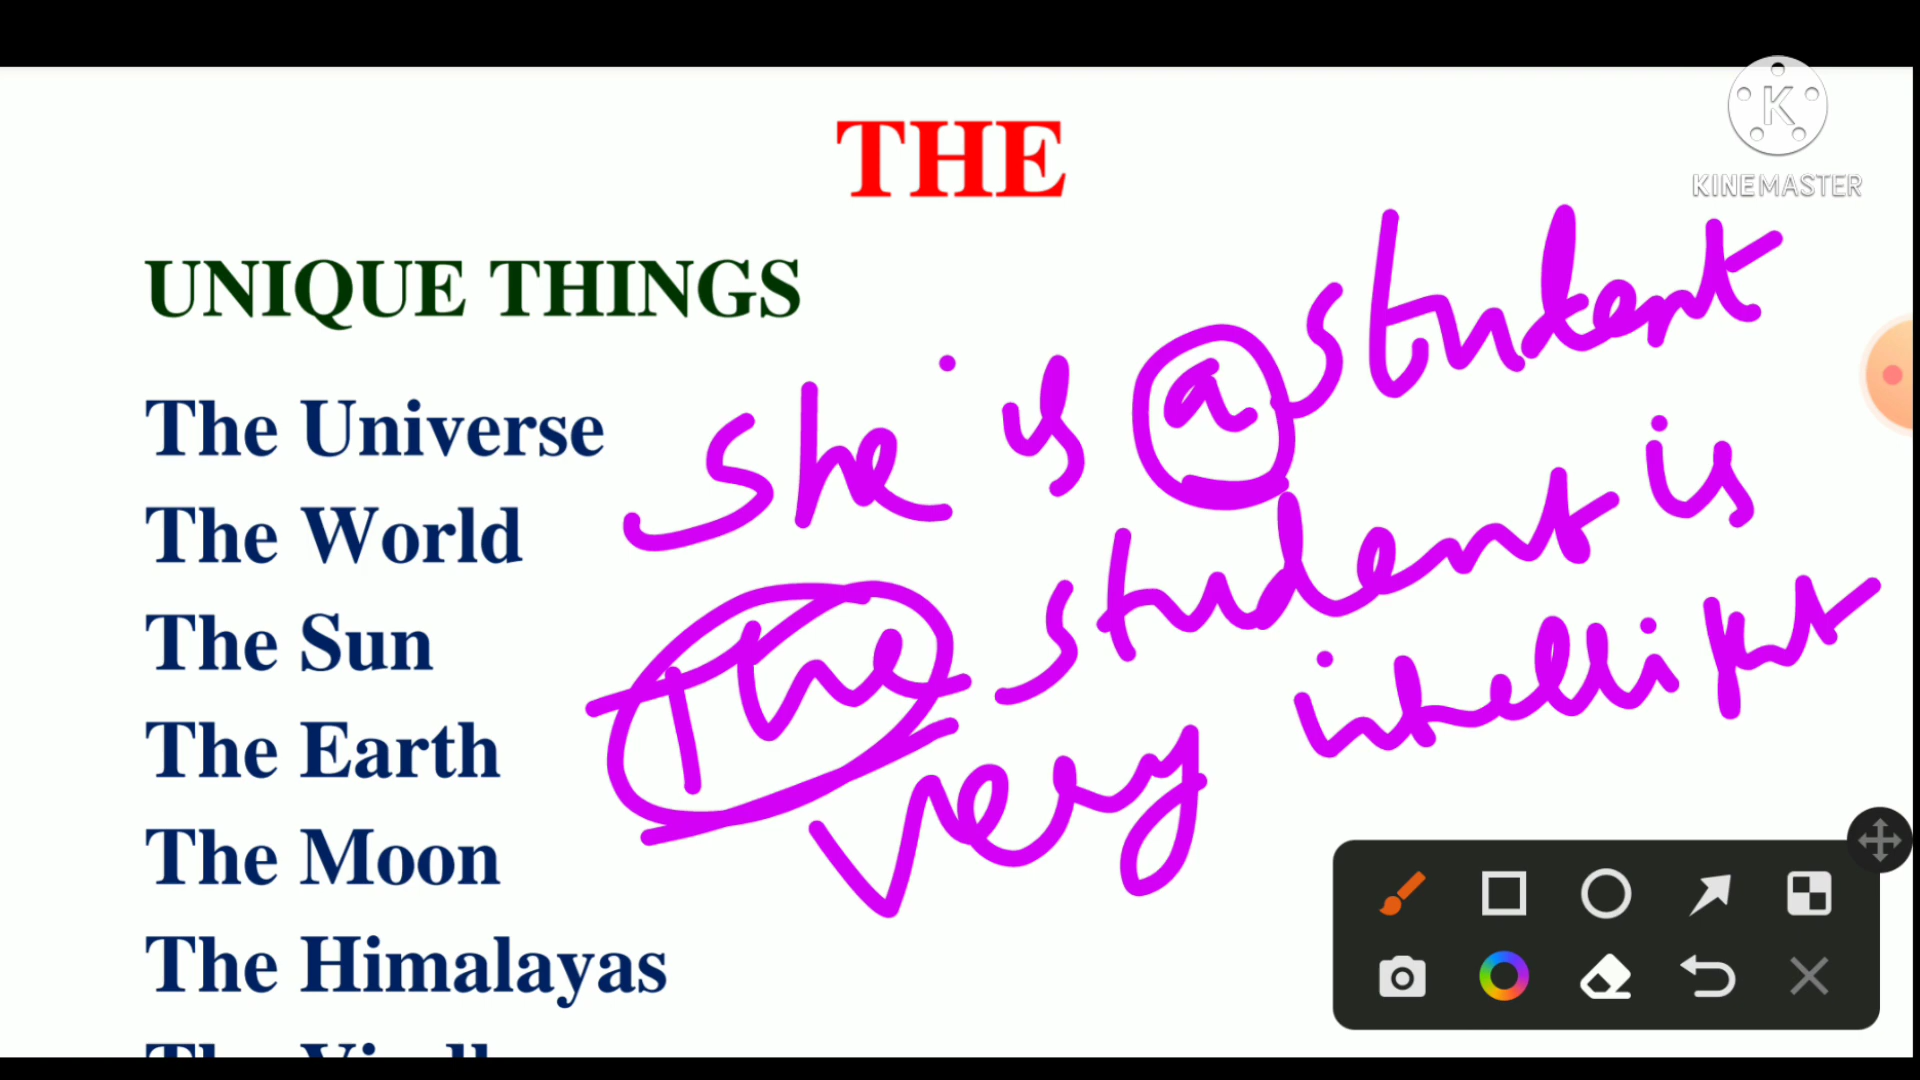 THE
KINEMASTER
UNIQUE THINGS
She is a student
The Universe
The World
The student is
The Sun
very intelligent
The Earth
The Moon
The Himalayas
The